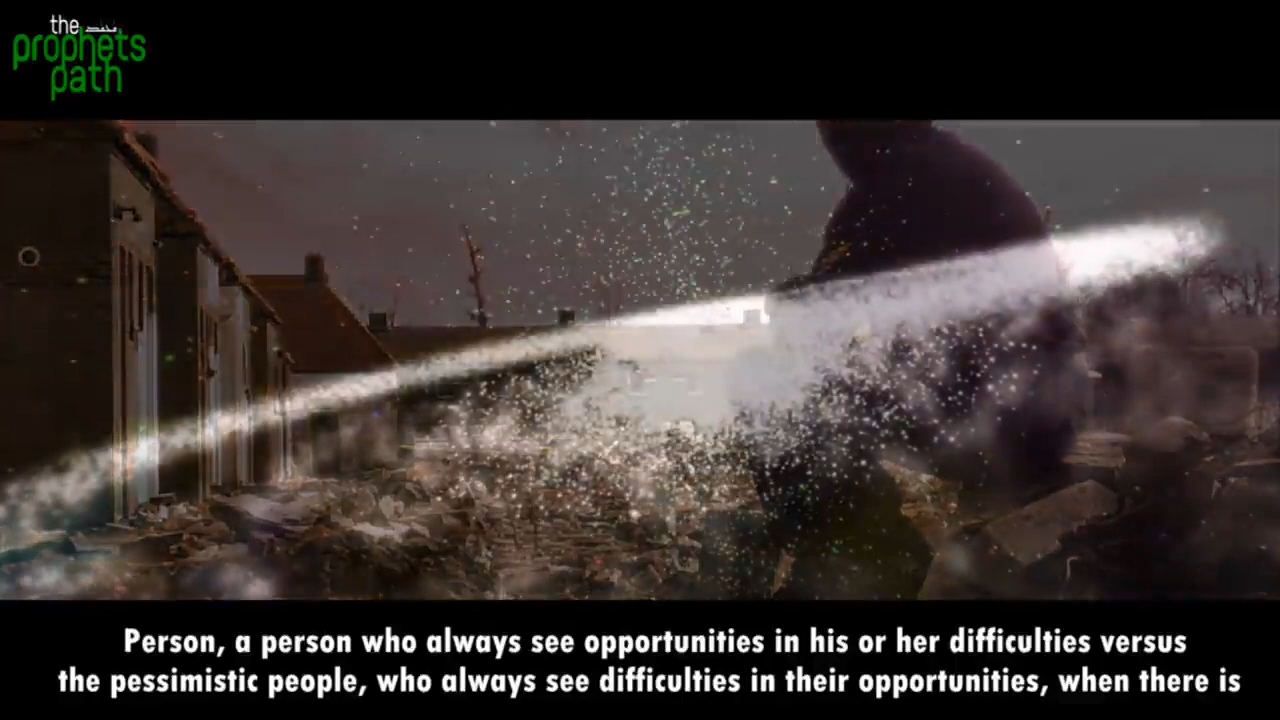 the محمد
prophets
path
Person, a person who always see opportunities in his or her difficulties versus
the pessimistic people, who always see difficulties in their opportunities, when there is